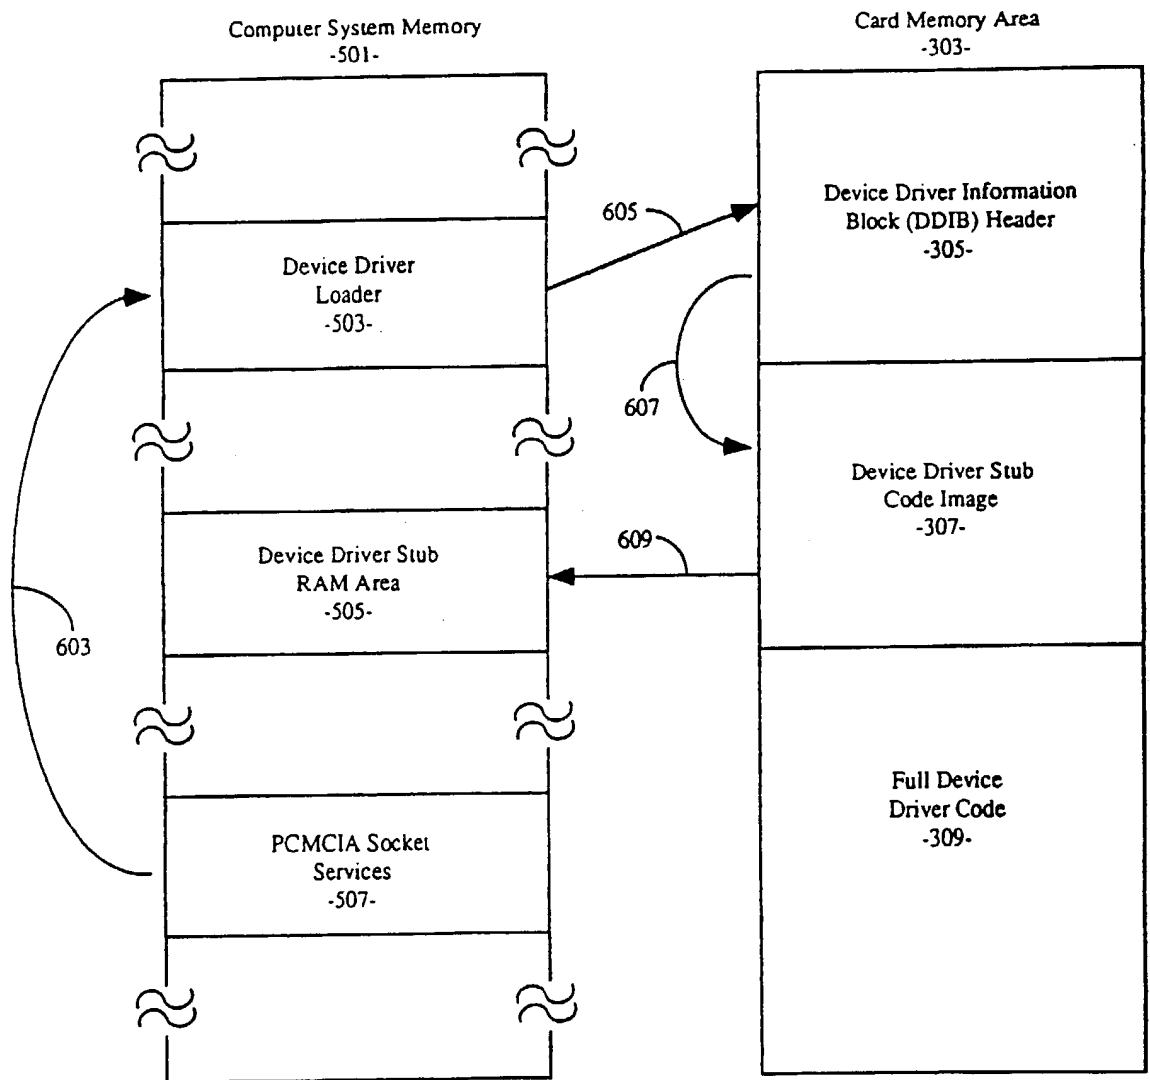 Computer System Memory
-501-
Card Memory Area
-303-
Device Driver Information
Block (DDIB) Header
-305-
605
Device Driver
Loader
-503-
607
Device Driver Stub
Code Image
-307-
609
Device Driver Stub
RAM Area
-505-
603
Full Device
Driver Code
-309-
PCMCIA Socket
Services
-507-